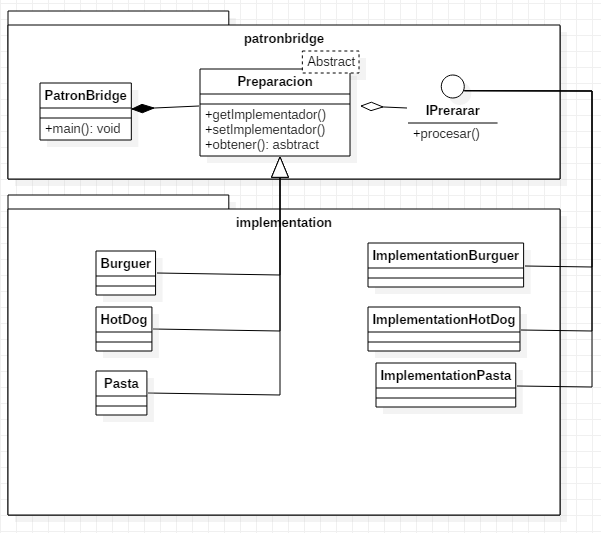 patronbridge
Abstract
PatronBridge
+main(): void
Preparacion
+getImplementador()
+setImplementador()
+obtener(): asbtract
IPrerarar
+procesar()
implementation
Burguer
ImplementationBurguer
HotDog
ImplementationHotDog
Pasta
ImplementationPasta